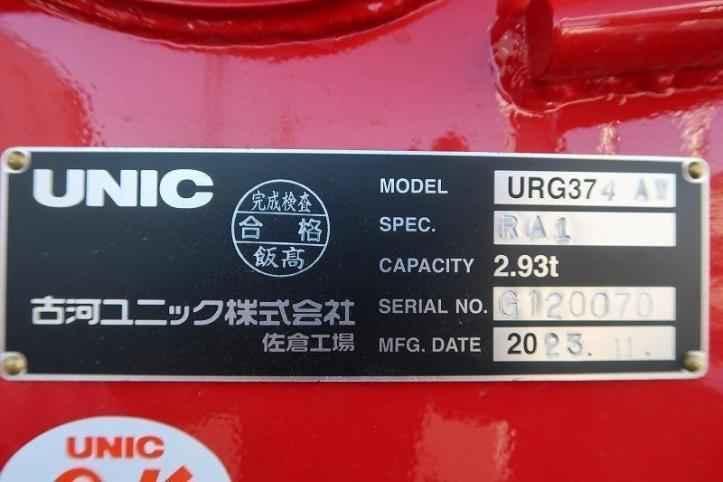 UNIC
完成検査
合格
飯高
古河ユニック株式会社
佐倉工場
MODEL URG374 AW
SPEC. RA1
CAPACITY 2.93t
SERIAL NO. G120070
MFG. DATE 2023.11.
UNIC